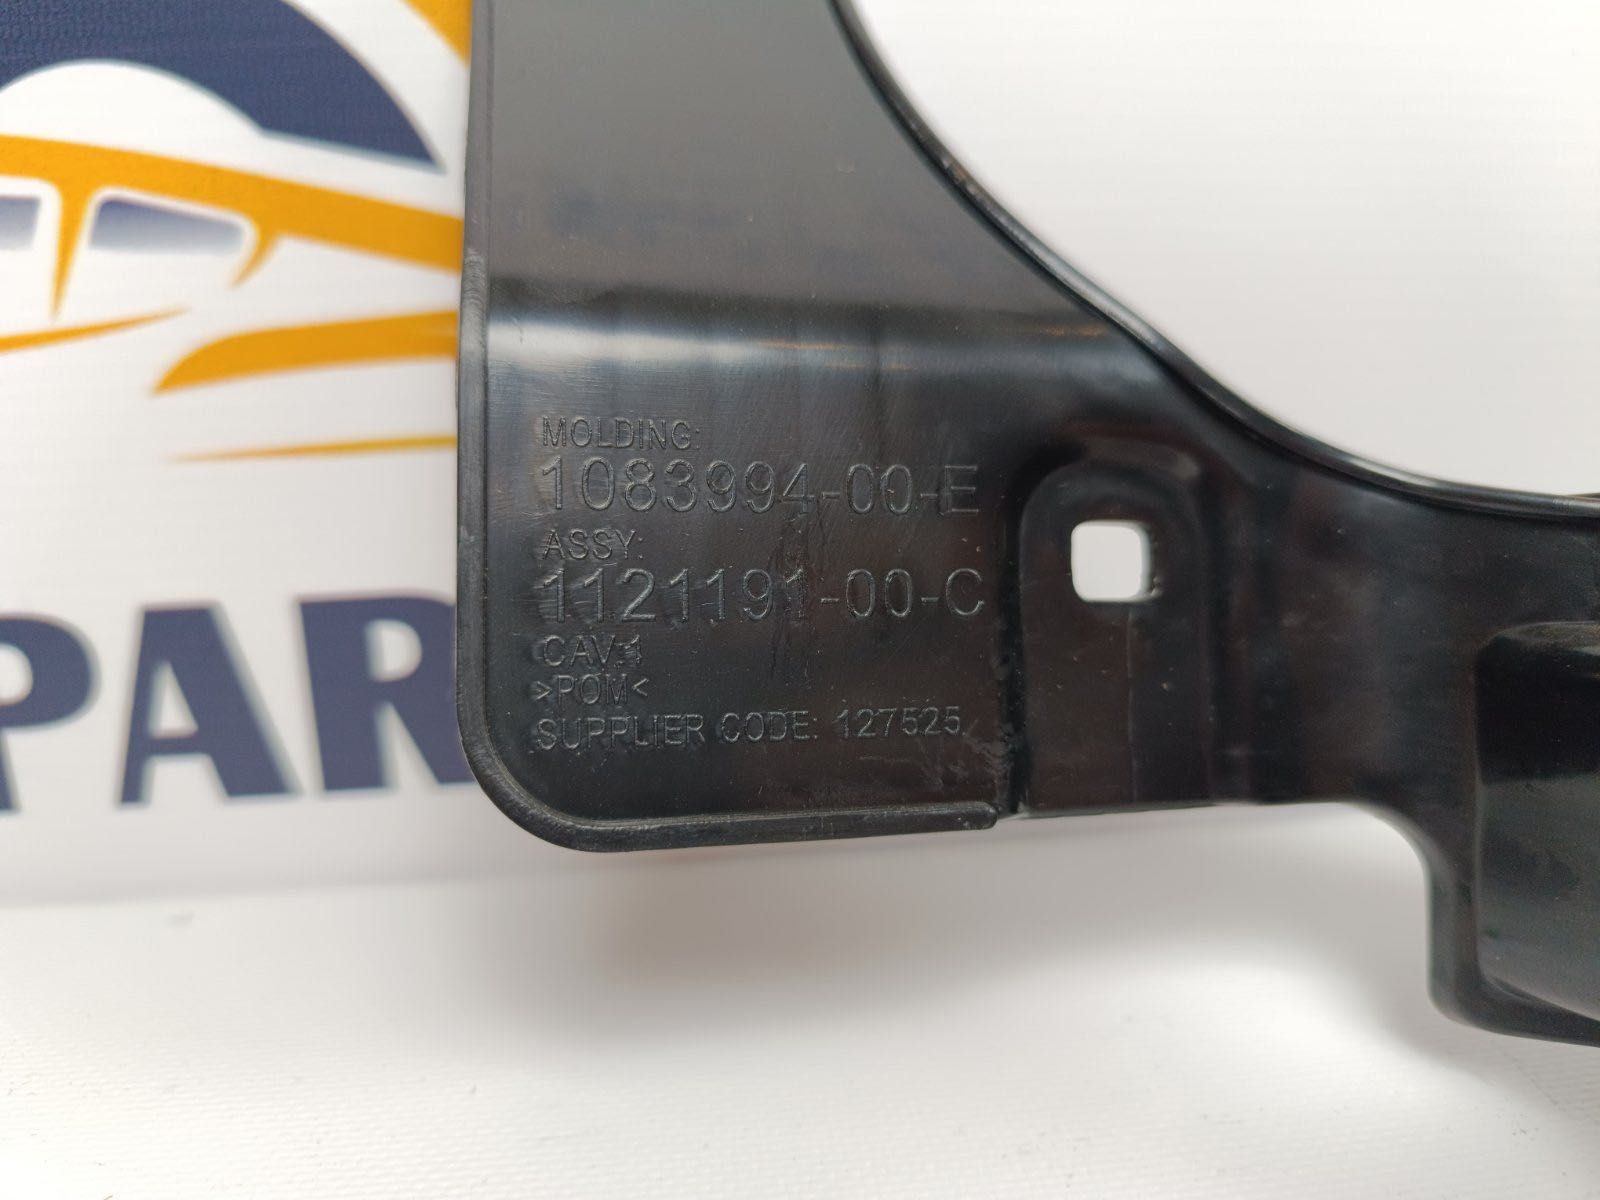 MOLDING:
1083994-00-E
ASSY:
1121191-00-C
CAV:1
>POM<
SUPPLIER CODE: 127525
PAR